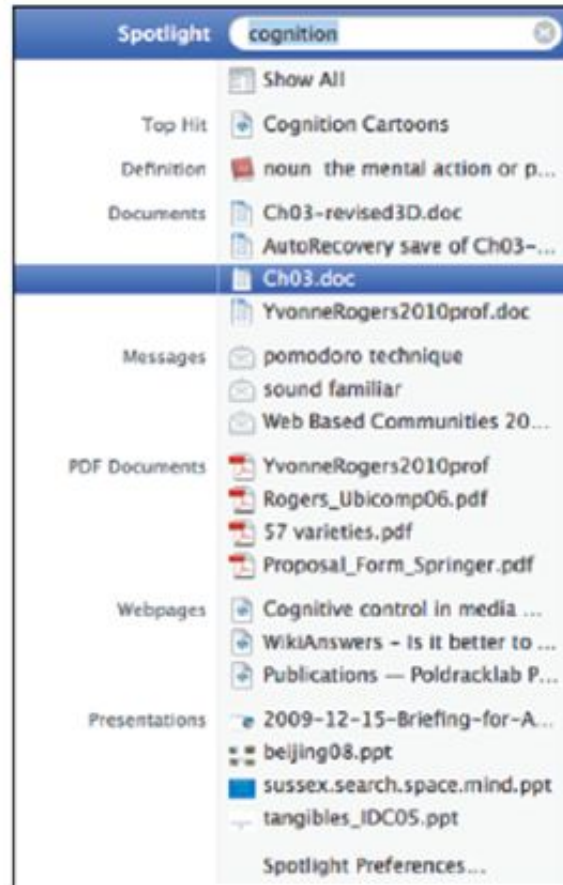 Spotlight cognition
Show All
Top Hit Cognition Cartoons
Definition noun the mental action or p...
Documents Ch03-revised3D.doc
AutoRecovery save of Ch03-...
Ch03.doc
YvonneRogers2010prof.doc
Messages pomodoro technique
sound familiar
Web Based Communities 20...
PDF Documents YvonneRogers2010prof
Rogers_Ubicomp06.pdf
57 varieties.pdf
Proposal_Form_Springer.pdf
Webpages Cognitive control in media ...
WikiAnswers – Is it better to ...
Publications — Poldracklab P...
Presentations 2009-12-15-Briefing-for-A...
beijing08.ppt
sussex.search.space.mind.ppt
tangibles_IDC05.ppt
Spotlight Preferences...